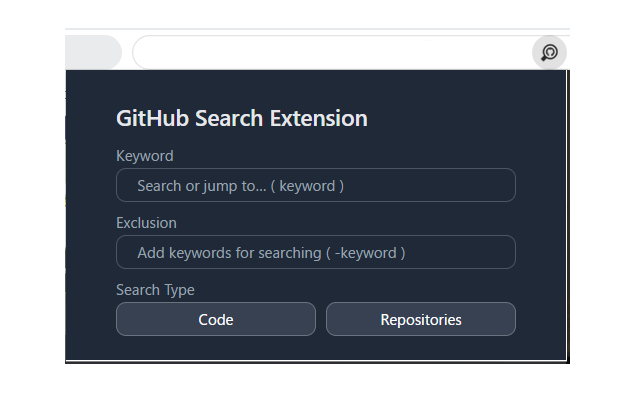 GitHub Search Extension
Keyword
Search or jump to... ( keyword )
Exclusion
Add keywords for searching ( -keyword )
Search Type
Code
Repositories